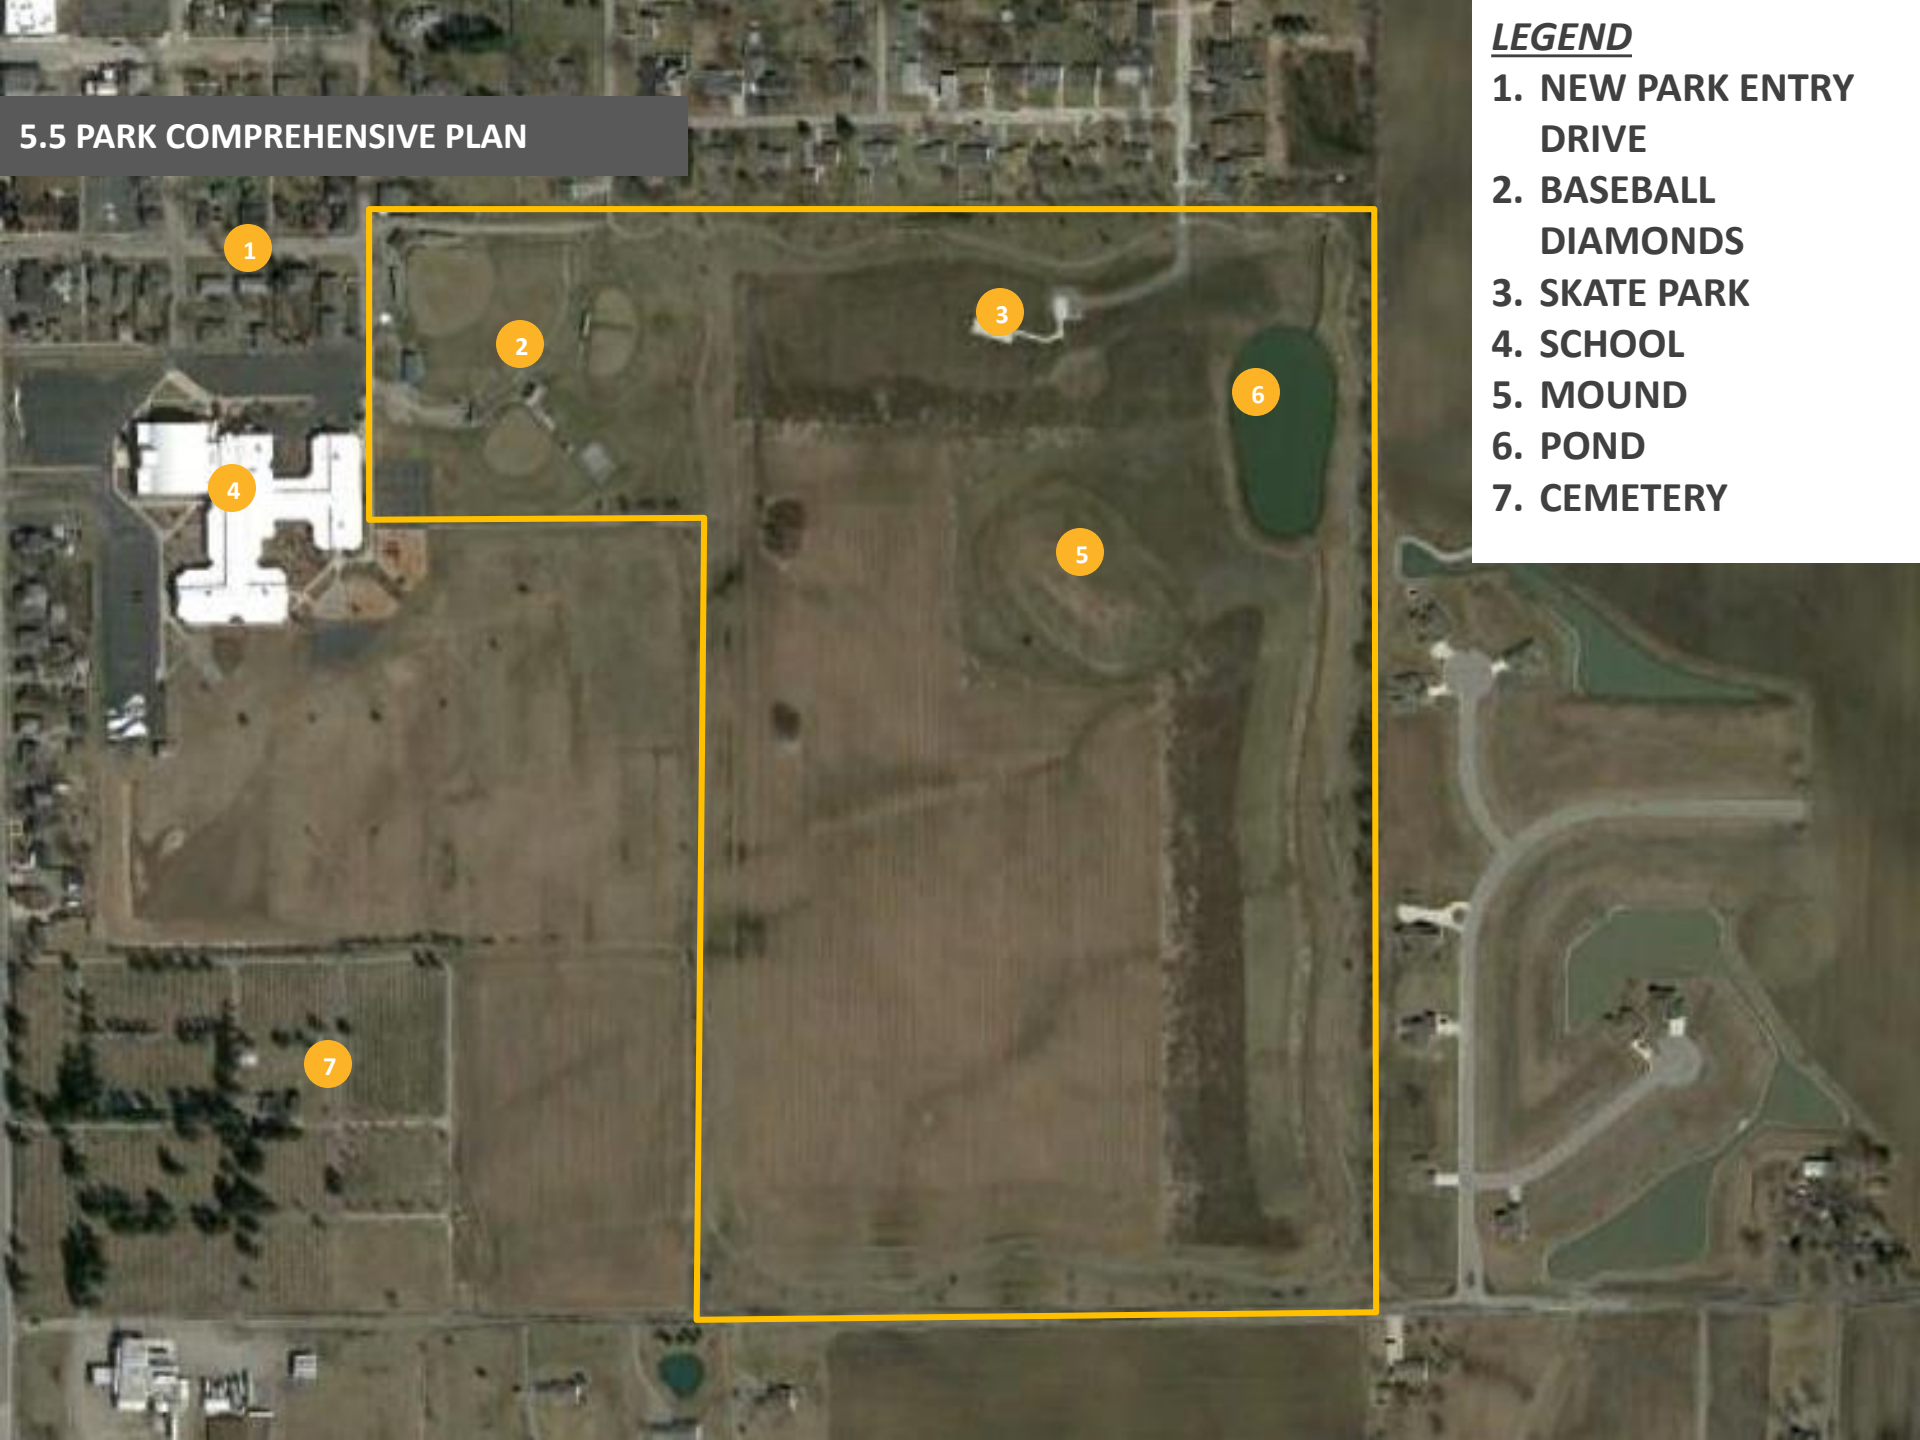 5.5 PARK COMPREHENSIVE PLAN
LEGEND
1. NEW PARK ENTRY
DRIVE
2. BASEBALL
DIAMONDS
3. SKATE PARK
4. SCHOOL
5. MOUND
6. POND
7. CEMETERY
1
2
3
4
5
6
7